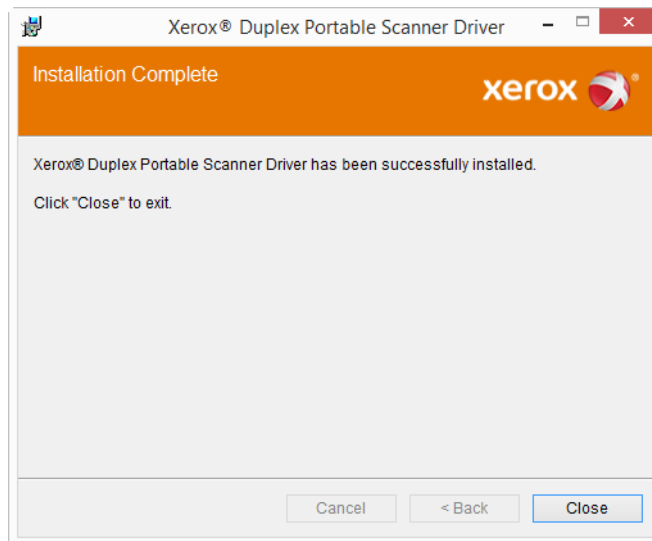 Xerox® Duplex Portable Scanner Driver
Installation Complete
xerox
Xerox® Duplex Portable Scanner Driver has been successfully installed.
Click "Close" to exit.
Cancel
< Back
Close